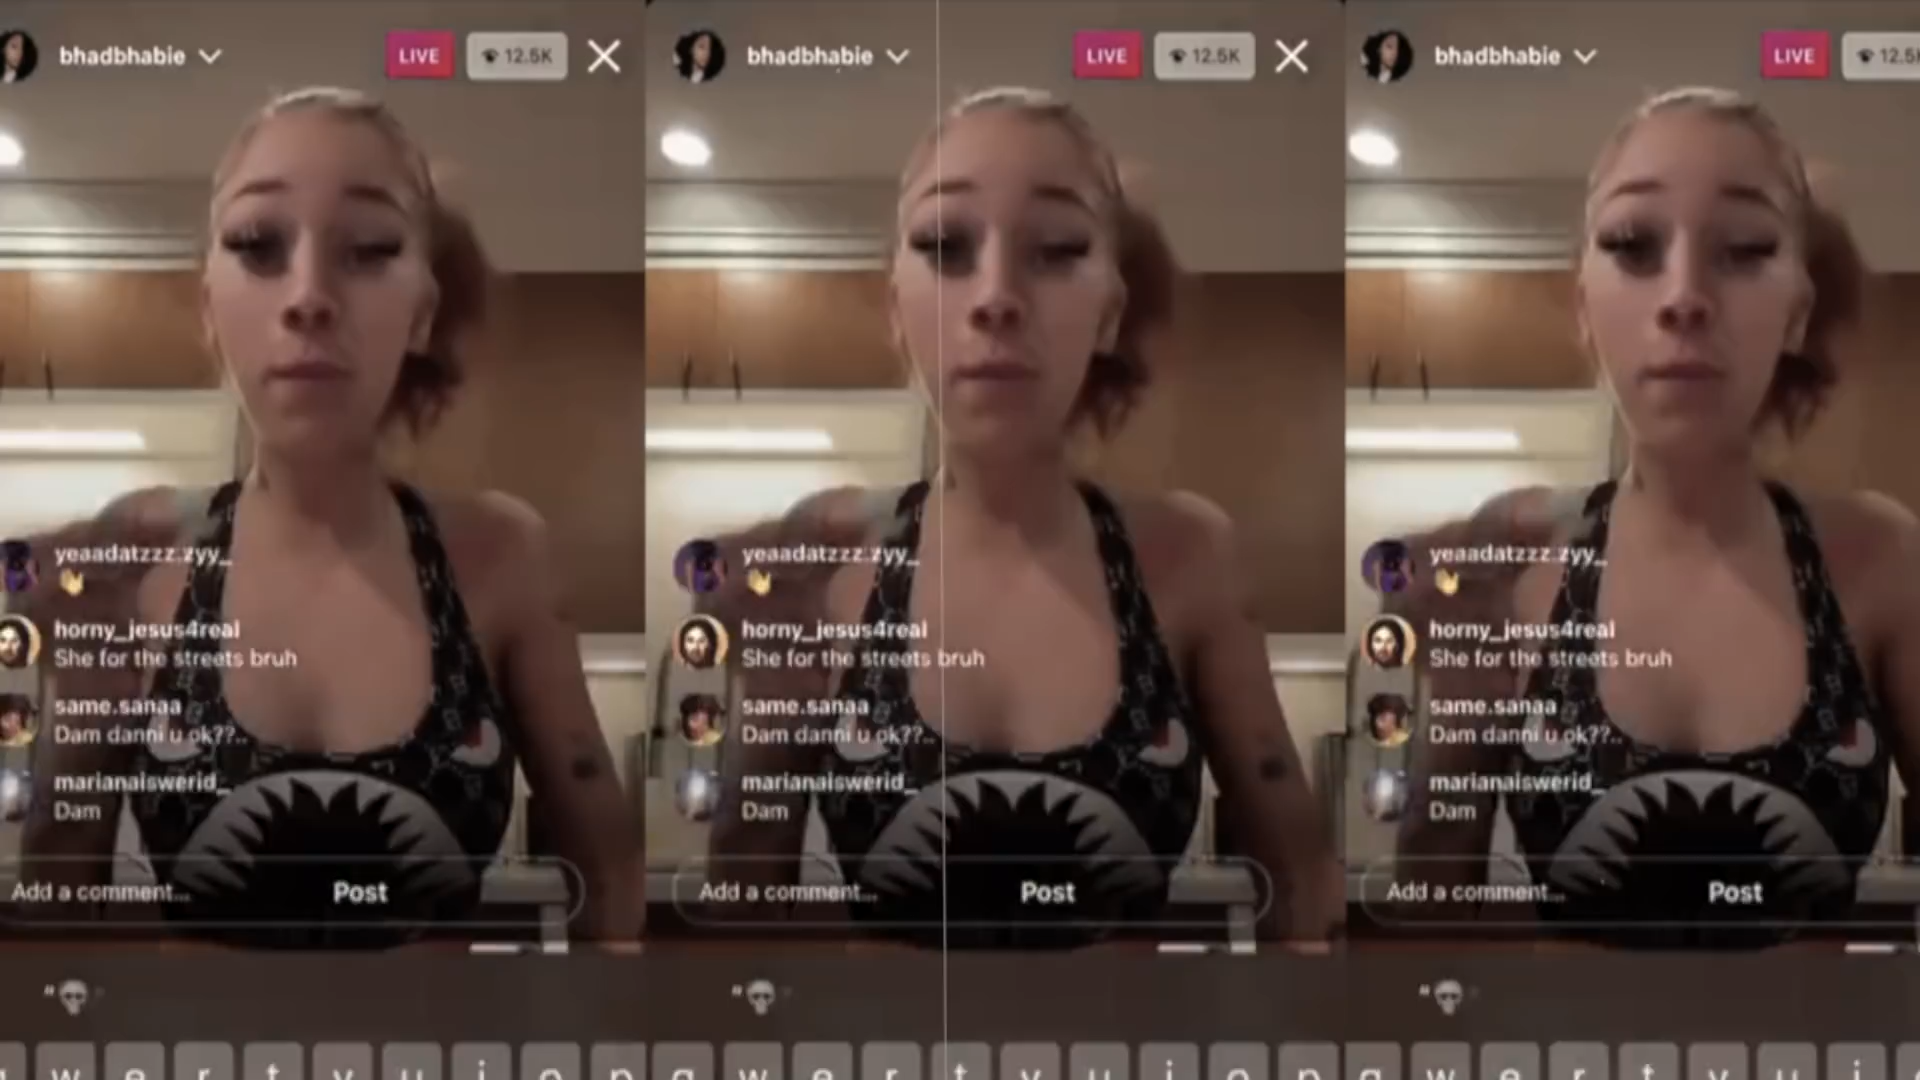 bhadbhabie
LIVE
12.5K
yeaadatzzz.zyy_
👋
horny_jesus4real
She for the streets bruh
same.sanaa
Dam danni u ok??..
marianaiswerid_
Dam
Add a comment...
Post
“💀”
w e r t y u i o p
bhadbhabie
LIVE
12.5K
yeaadatzzz.zyy_
👋
horny_jesus4real
She for the streets bruh
same.sanaa
Dam danni u ok??..
marianaiswerid_
Dam
Add a comment...
Post
“💀”
q w e r t y u i o p
bhadbhabie
LIVE
12.5K
yeaadatzzz.zyy_
👋
horny_jesus4real
She for the streets bruh
same.sanaa
Dam danni u ok??..
marianaiswerid_
Dam
Add a comment...
Post
“💀”
q w e r t y u i